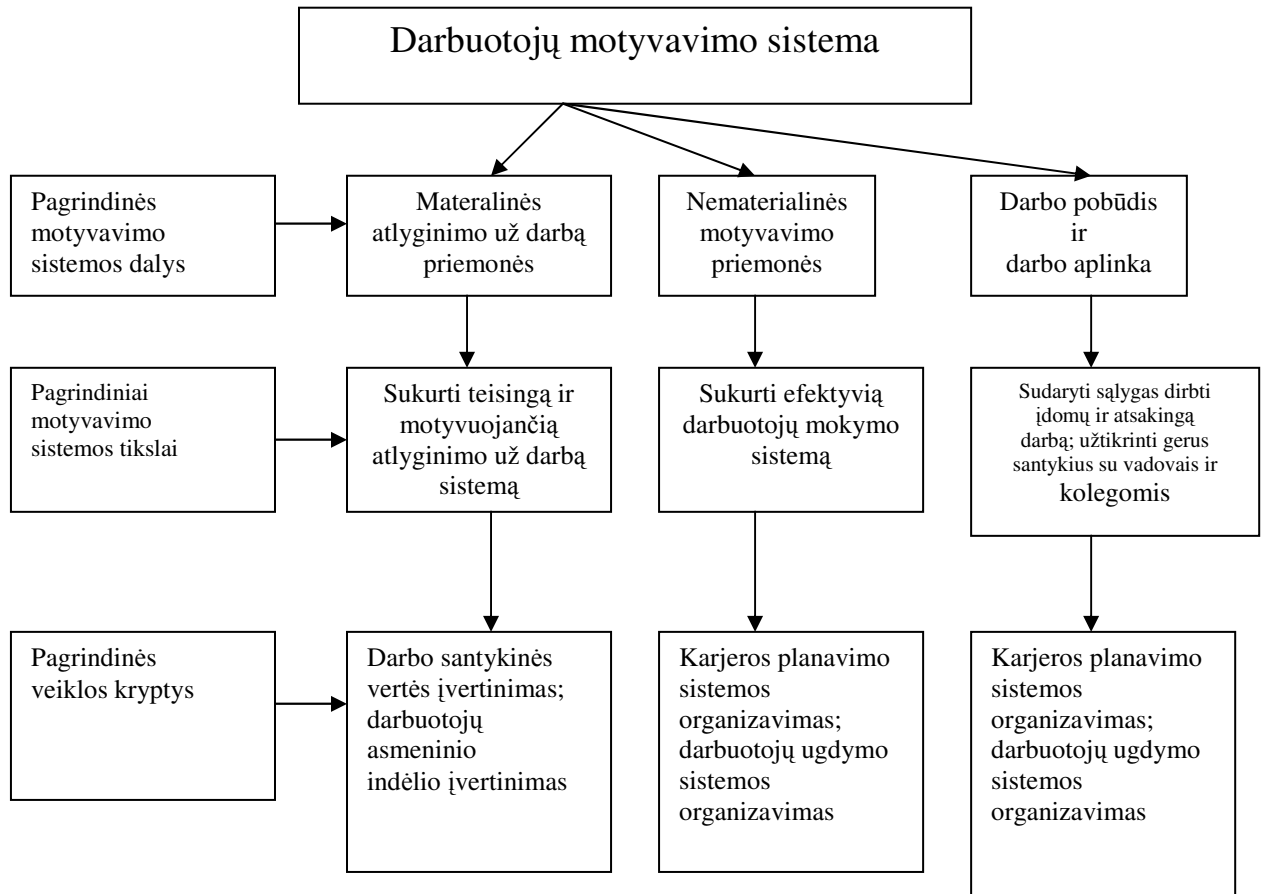 Darbuotojų motyvavimo sistema
Pagrindinės
motyvavimo
sistemos dalys
Materalinės
atlyginimo už darbą
priemonės
Nematerialinės
motyvavimo
priemonės
Darbo pobūdis
ir
darbo aplinka
Pagrindiniai
motyvavimo
sistemos tikslai
Sukurti teisingą ir
motyvuojančią
atlyginimo už darbą
sistemą
Sukurti efektyvią
darbuotojų mokymo
sistemą
Sudaryti sąlygas dirbti
įdomų ir atsakingą
darbą; užtikrinti gerus
santykius su vadovais ir
kolegomis
Pagrindinės
veiklos kryptys
Darbo santykinės
vertės įvertinimas;
darbuotojų
asmeninio
indėlio įvertinimas
Karjeros planavimo
sistemos
organizavimas;
darbuotojų ugdymo
sistemos
organizavimas
Karjeros planavimo
sistemos
organizavimas;
darbuotojų ugdymo
sistemos
organizavimas